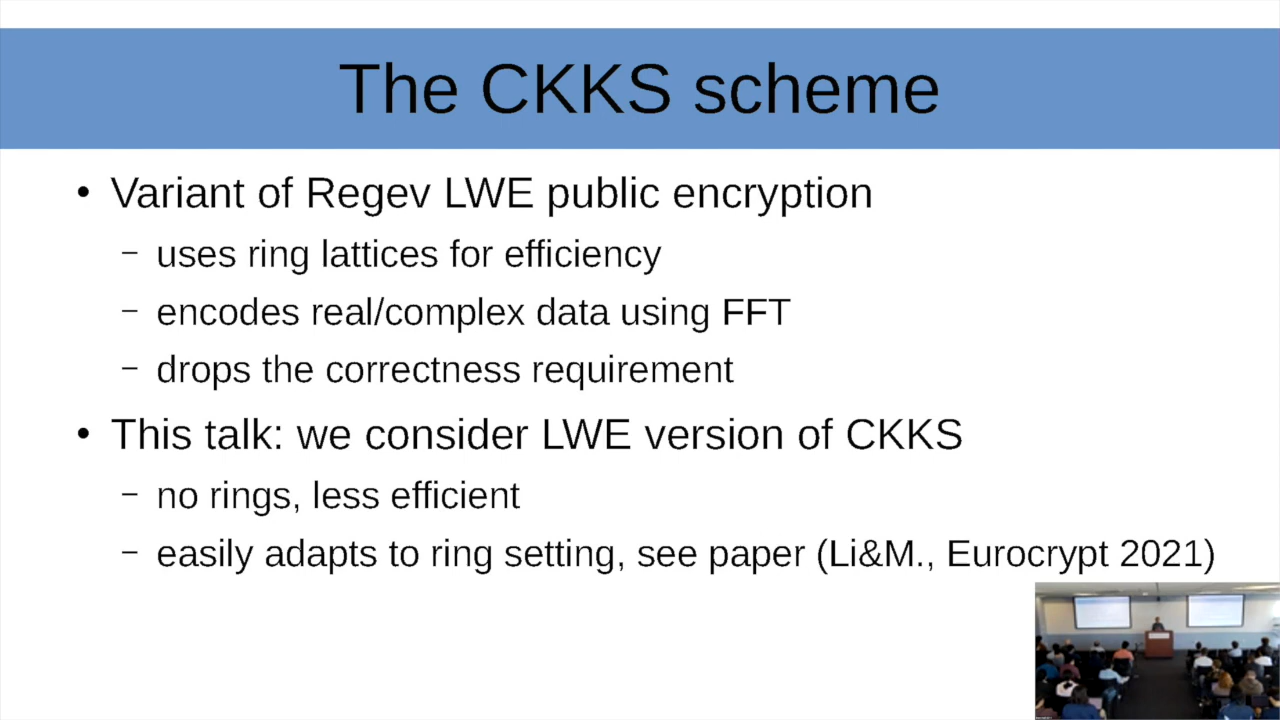 The CKKS scheme
• Variant of Regev LWE public encryption
– uses ring lattices for efficiency
– encodes real/complex data using FFT
– drops the correctness requirement
• This talk: we consider LWE version of CKKS
– no rings, less efficient
– easily adapts to ring setting, see paper (Li&M., Eurocrypt 2021)